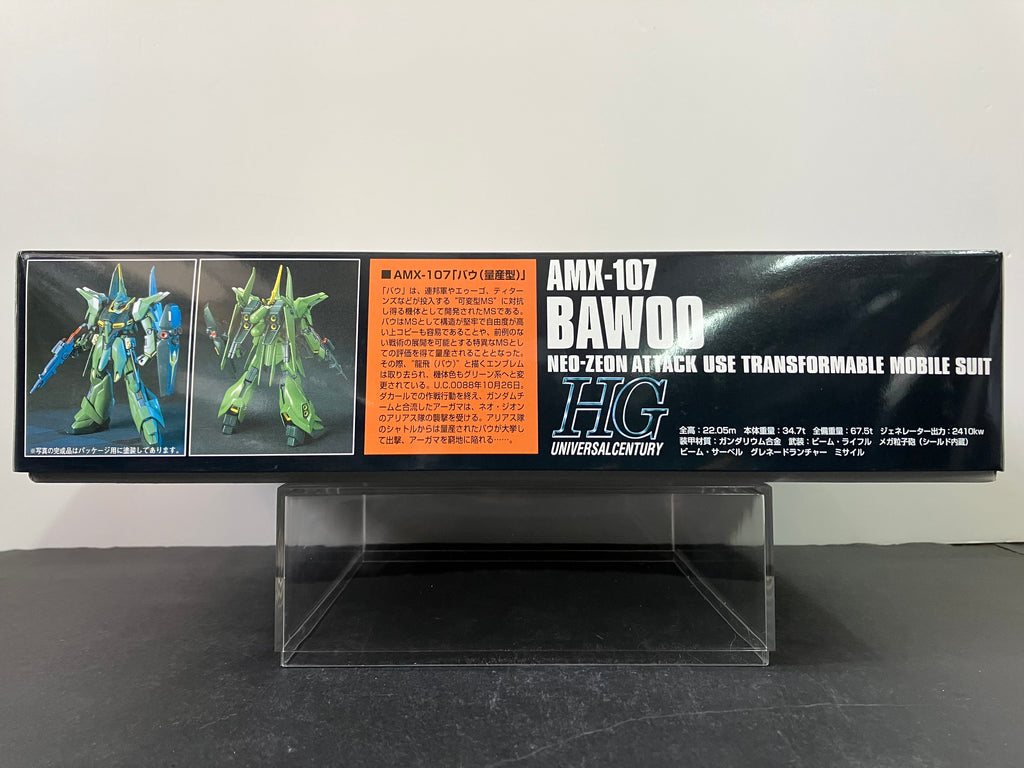 ※写真の完成品はパッケージ用に塗装してあります。
■AMX-107「バウ(量産型)」
「バウ」は、連邦軍やエゥーゴ、ティター
ンズなどが投入する“可変型MS”に対抗
し得る機体として開発されたMSである。
バウはMSとして構造が堅牢で自由度が高
い上コピーも容易であることや、前例のな
い戦術の展開を可能とする特異なMSとし
ての評価を得て量産されることとなった。
その際、“龍飛(バウ)”と描くエンブレム
は取り去られ、機体色もグリーン系へと変
更されている。U.C.0088年10月26日。
ダカールでの作戦行動を終え、ガンダムチ
ームと合流したアーガマは、ネオ・ジオン
のアリアス隊の襲撃を受ける。アリアス隊
のシャトルからは量産されたバウが大挙し
て出撃、アーガマを窮地に陥れる……。
AMX-107
BAWOO
NEO-ZEON ATTACK USE TRANSFORMABLE MOBILE SUIT
HG
UNIVERSAL CENTURY
全高:22.05m 本体重量:34.7t 全備重量:67.5t ジェネレーター出力:2410kw
装甲材質:ガンダリウム合金 武装:ビーム・ライフル メガ粒子砲(シールド内蔵)
ビーム・サーベル グレネードランチャー ミサイル